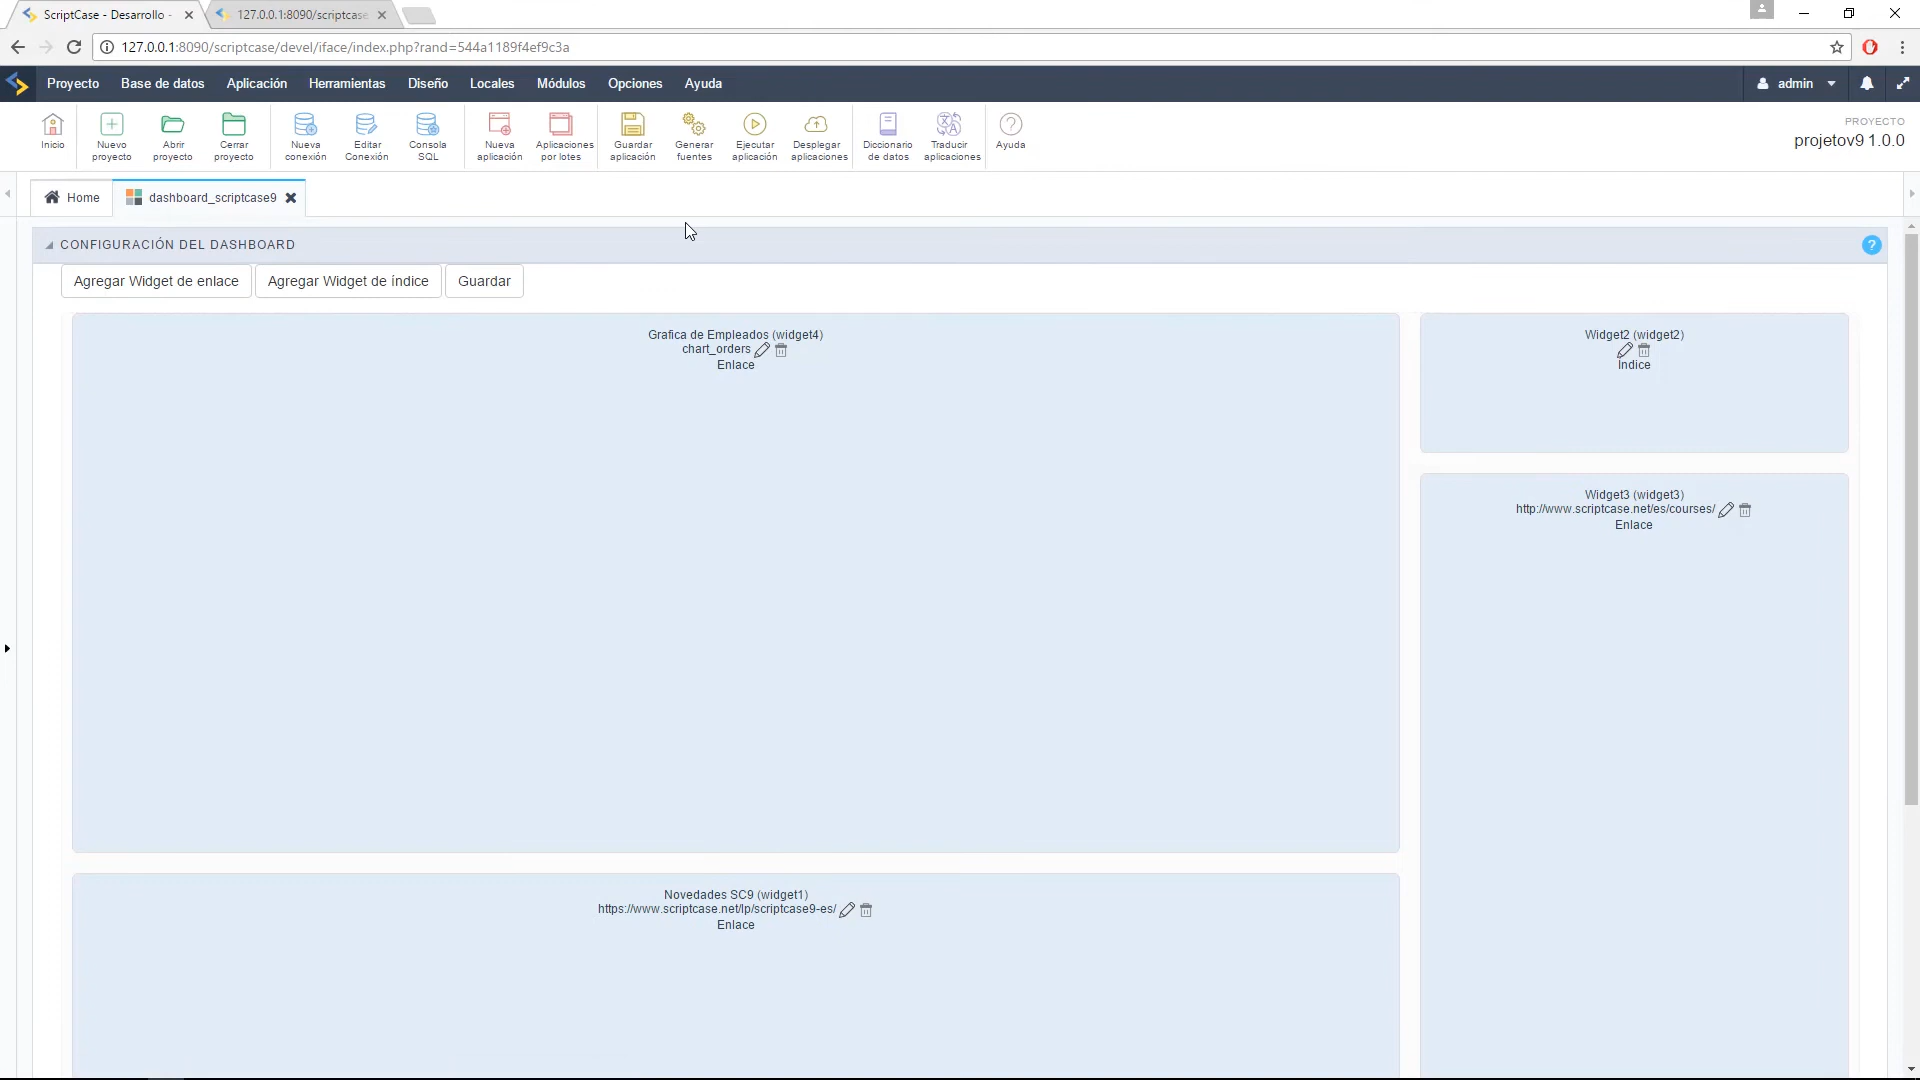 ScriptCase - Desarrollo -
127.0.0.1:8090/scriptcase
127.0.0.1:8090/scriptcase/devel/iface/index.php?rand=544a1189f4ef9c3a
Proyecto Base de datos Aplicación Herramientas Diseño Locales Módulos Opciones Ayuda admin
Inicio
Nuevo proyecto
Abrir proyecto
Cerrar proyecto
Nueva conexión
Editar Conexión
Consola SQL
Nueva aplicación
Aplicaciones por lotes
Guardar aplicación
Generar fuentes
Ejecutar aplicación
Desplegar aplicaciones
Diccionario de datos
Traducir aplicaciones
Ayuda
PROYECTO
projetov9 1.0.0
Home
dashboard_scriptcase9
CONFIGURACIÓN DEL DASHBOARD
?
Agregar Widget de enlace
Agregar Widget de índice
Guardar
Grafica de Empleados (widget4)
chart_orders
Enlace
Widget2 (widget2)
Indice
Widget3 (widget3)
http://www.scriptcase.net/es/courses/
Enlace
Novedades SC9 (widget1)
https://www.scriptcase.net/lp/scriptcase9-es/
Enlace